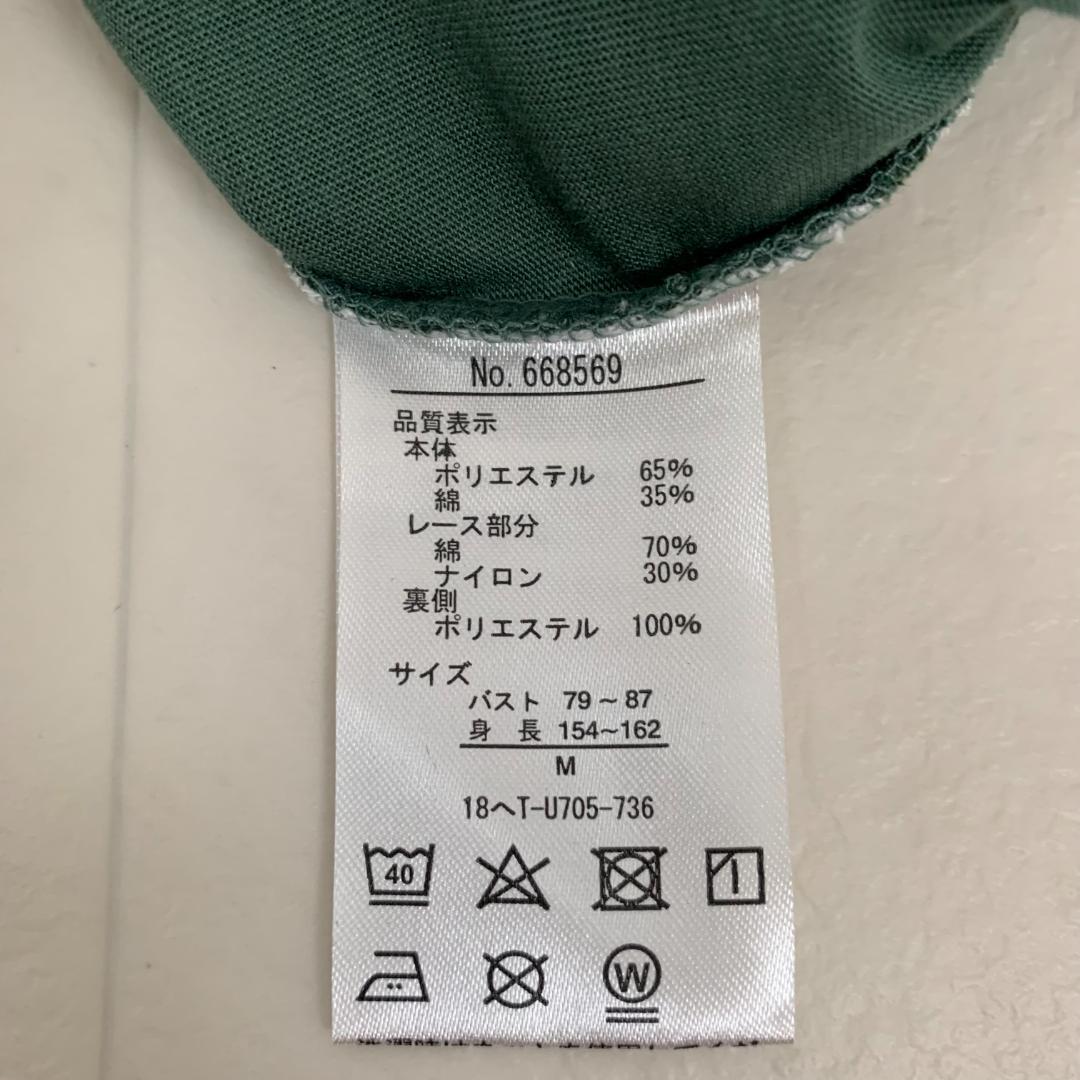 No. 668569
品質表示
本体
ポリエステル 65%
綿 35%
レース部分
綿 70%
ナイロン 30%
裏側
ポリエステル 100%
サイズ
バスト 79～87
身 長 154～162
M
18ヘT-U705-736
40
W